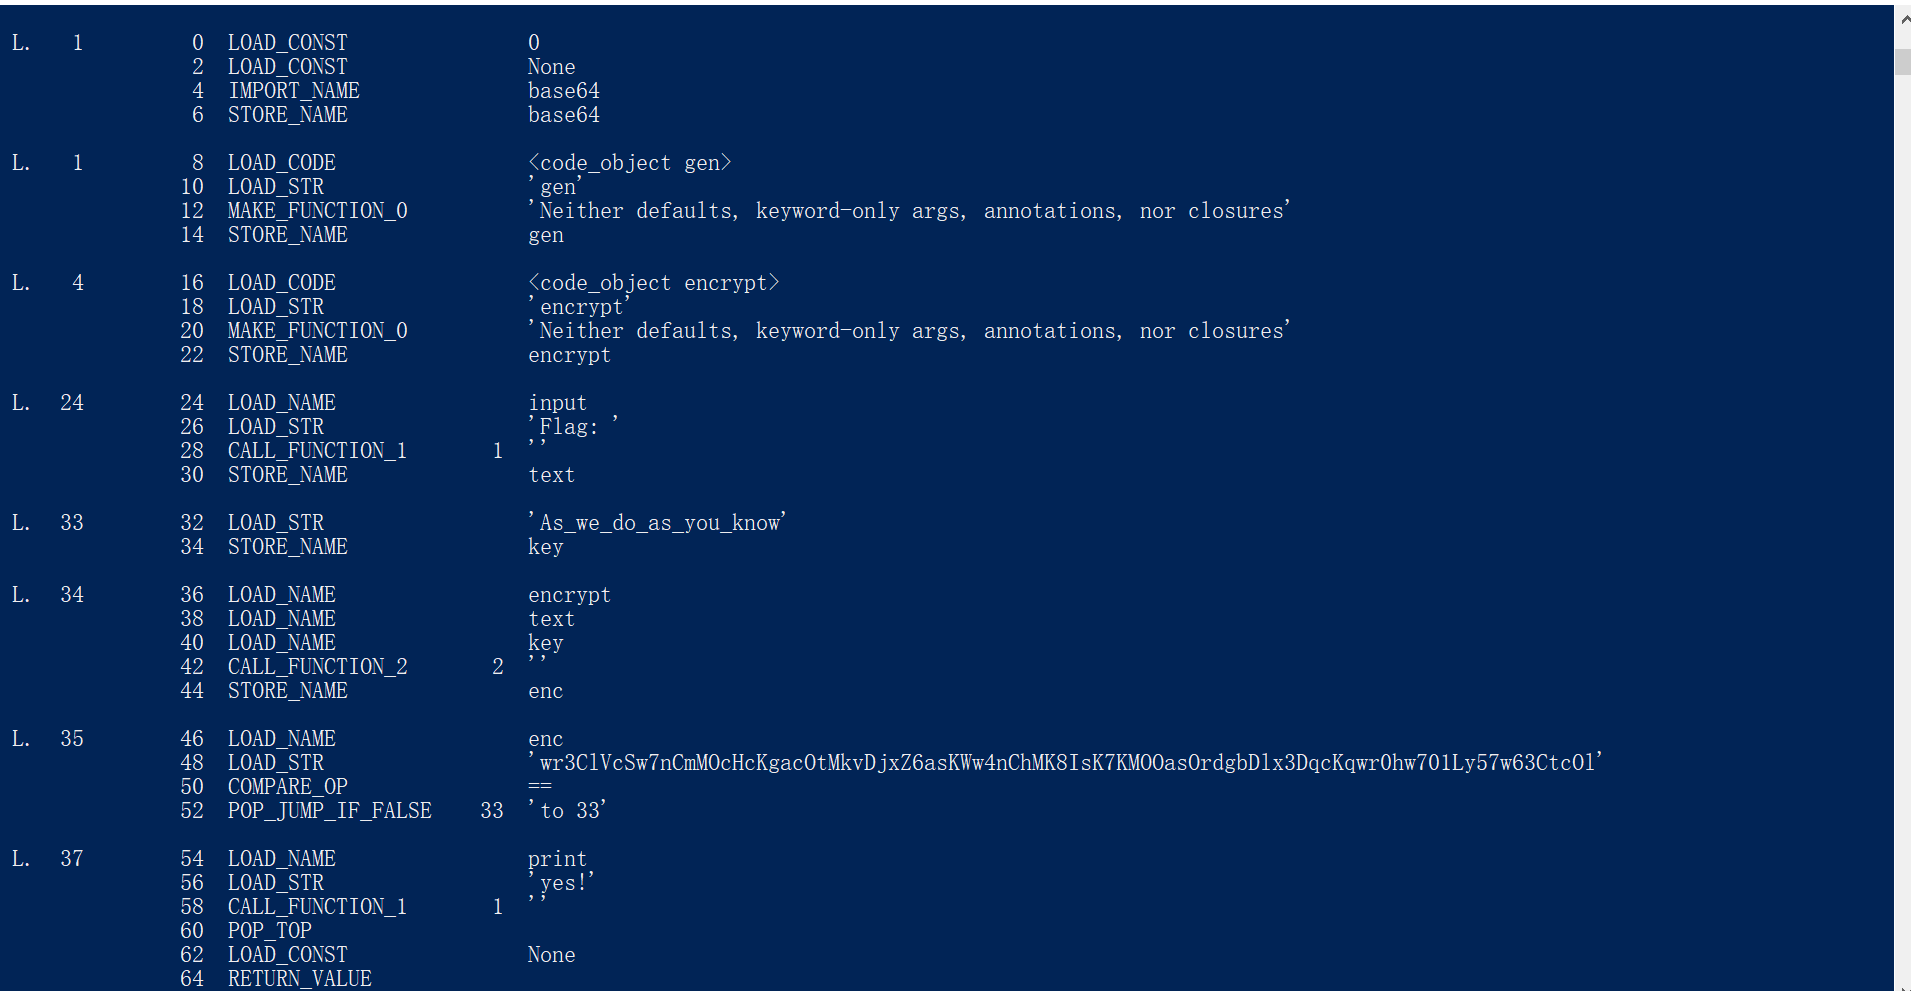 L.   1         0  LOAD_CONST               0
               2  LOAD_CONST               None
               4  IMPORT_NAME              base64
               6  STORE_NAME               base64
L.   1         8  LOAD_CODE                <code_object gen>
              10  LOAD_STR                 'gen'
              12  MAKE_FUNCTION_0          'Neither defaults, keyword-only args, annotations, nor closures'
              14  STORE_NAME               gen
L.   4        16  LOAD_CODE                <code_object encrypt>
              18  LOAD_STR                 'encrypt'
              20  MAKE_FUNCTION_0          'Neither defaults, keyword-only args, annotations, nor closures'
              22  STORE_NAME               encrypt
L.  24        24  LOAD_NAME                input
              26  LOAD_STR                 'Flag: '
              28  CALL_FUNCTION_1       1  ''
              30  STORE_NAME               text
L.  33        32  LOAD_STR                 'As_we_do_as_you_know'
              34  STORE_NAME               key
L.  34        36  LOAD_NAME                encrypt
              38  LOAD_NAME                text
              40  LOAD_NAME                key
              42  CALL_FUNCTION_2       2  ''
              44  STORE_NAME               enc
L.  35        46  LOAD_NAME                enc
              48  LOAD_STR                 'wr3ClVcSw7nCmMOcHcKgacOtMkvDjxZ6asKWw4nChMK8IsK7KMOOasOrdgbDlx3DqcKqwr0hw701Ly57w63CtcOl'
              50  COMPARE_OP               ==
              52  POP_JUMP_IF_FALSE    33  'to 33'
L.  37        54  LOAD_NAME                print
              56  LOAD_STR                 'yes!'
              58  CALL_FUNCTION_1       1  ''
              60  POP_TOP
              62  LOAD_CONST               None
              64  RETURN_VALUE